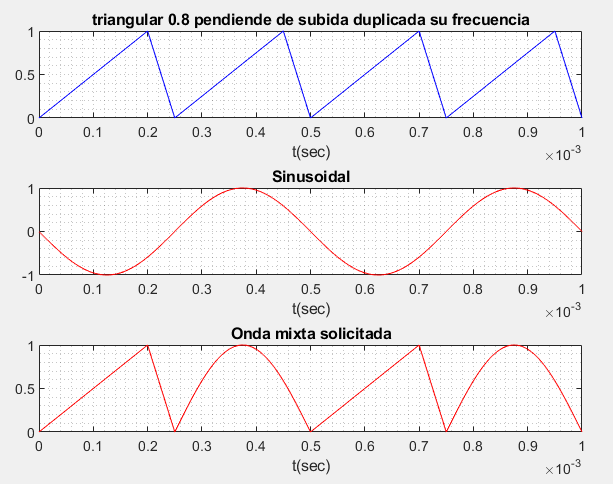 triangular 0.8 pendiende de subida duplicada su frecuencia
1
0.5
0
0 0.1 0.2 0.3 0.4 0.5 0.6 0.7 0.8 0.9 1
t(sec)
×10⁻³
Sinusoidal
1
0
-1
0 0.1 0.2 0.3 0.4 0.5 0.6 0.7 0.8 0.9 1
t(sec)
×10⁻³
Onda mixta solicitada
1
0.5
0
0 0.1 0.2 0.3 0.4 0.5 0.6 0.7 0.8 0.9 1
t(sec)
×10⁻³